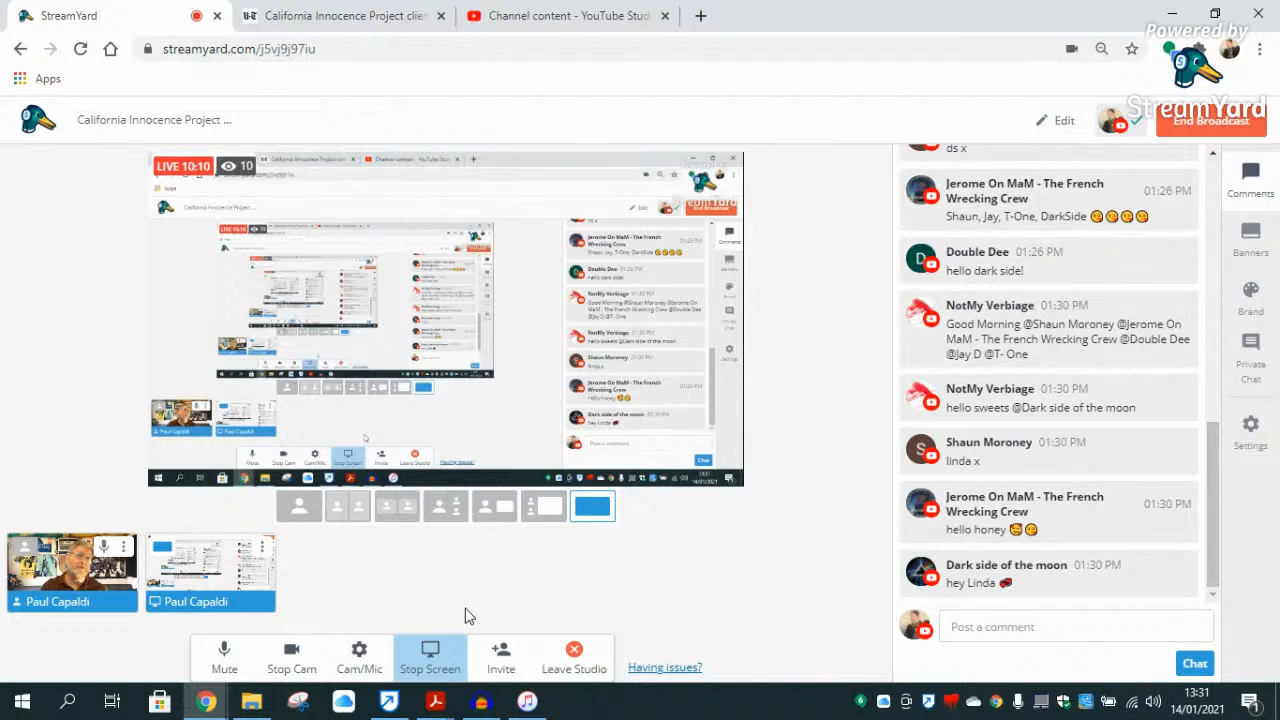 StreamYard
California Innocence Project clien
Channel content - YouTube Stud
Powered by
streamyard.com/j5vj9j97iu
Apps
StreamYard
California Innocence Project ...
Edit
End Broadcast
LIVE 10:10
10
ds x
Jerome On MaM - The French
Wrecking Crew
01:26 PM
Shaun, Jay, T-One, DarkSide
Double Dee 01:26 PM
hello dark side!
NotMy Verbiage 01:30 PM
Good Morning @Shaun Moroney @Jerome On
MaM - The French Wrecking Crew @Double Dee
@Jay D @T- One
NotMy Verbiage 01:30 PM
hello sweets @Dark side of the moon
Shaun Moroney 01:30 PM
linda x
Jerome On MaM - The French
Wrecking Crew
01:30 PM
hello honey
Dark side of the moon 01:30 PM
hey Linda
Post a comment
Chat
Comments
Banners
Brand
Private
Chat
Settings
Paul Capaldi
Paul Capaldi
Mute
Stop Cam
Cam/Mic
Stop Screen
Invite
Leave Studio
Having issues?
13:31
14/01/2021